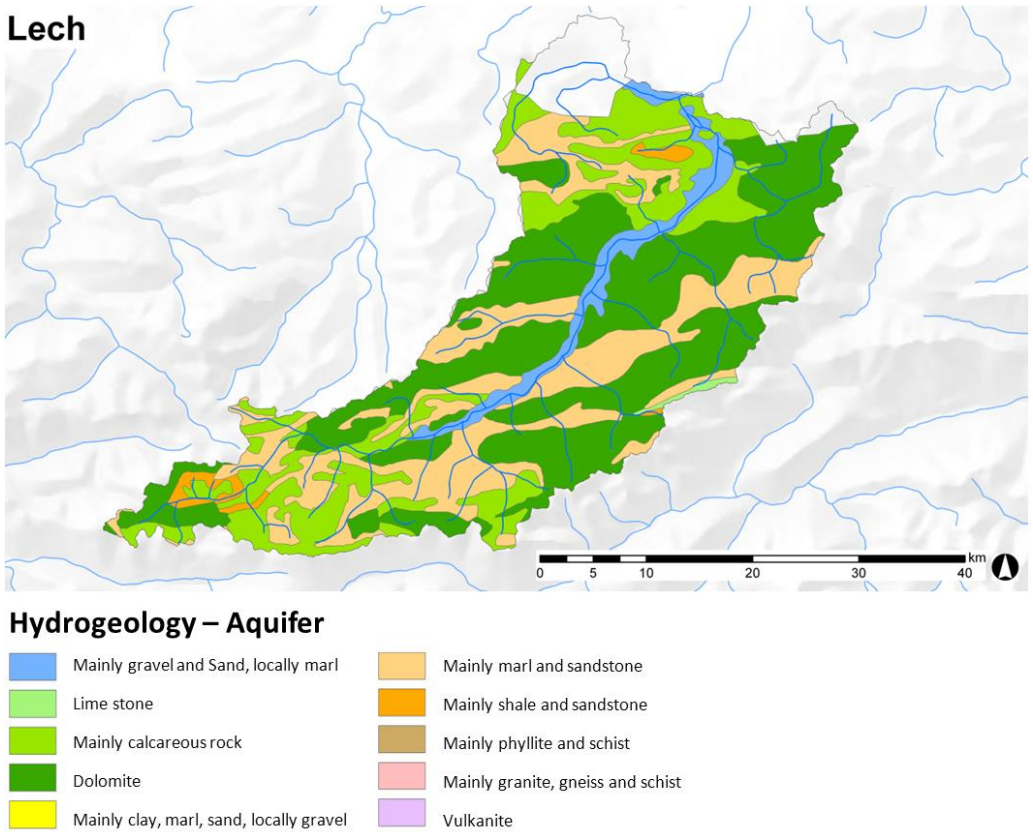 Lech
km
0 5 10 20 30 40
Hydrogeology – Aquifer
Mainly gravel and Sand, locally marl
Lime stone
Mainly calcareous rock
Dolomite
Mainly clay, marl, sand, locally gravel
Mainly marl and sandstone
Mainly shale and sandstone
Mainly phyllite and schist
Mainly granite, gneiss and schist
Vulkanite